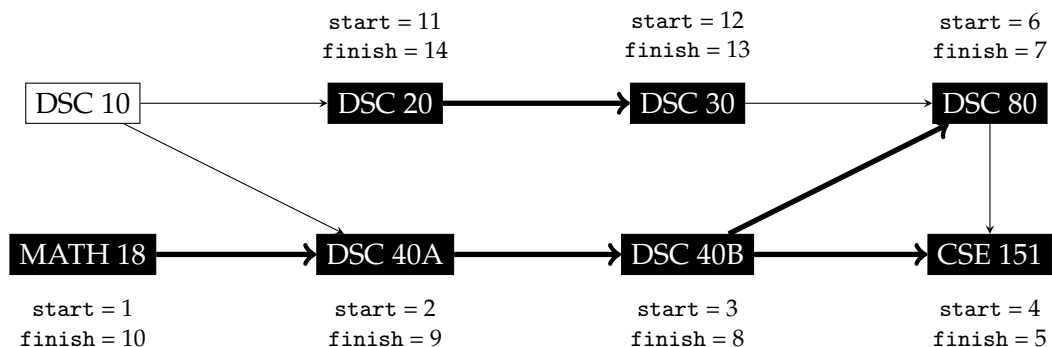 start = 11
finish = 14
start = 12
finish = 13
start = 6
finish = 7
DSC 10
DSC 20
DSC 30
DSC 80
MATH 18
DSC 40A
DSC 40B
CSE 151
start = 1
finish = 10
start = 2
finish = 9
start = 3
finish = 8
start = 4
finish = 5